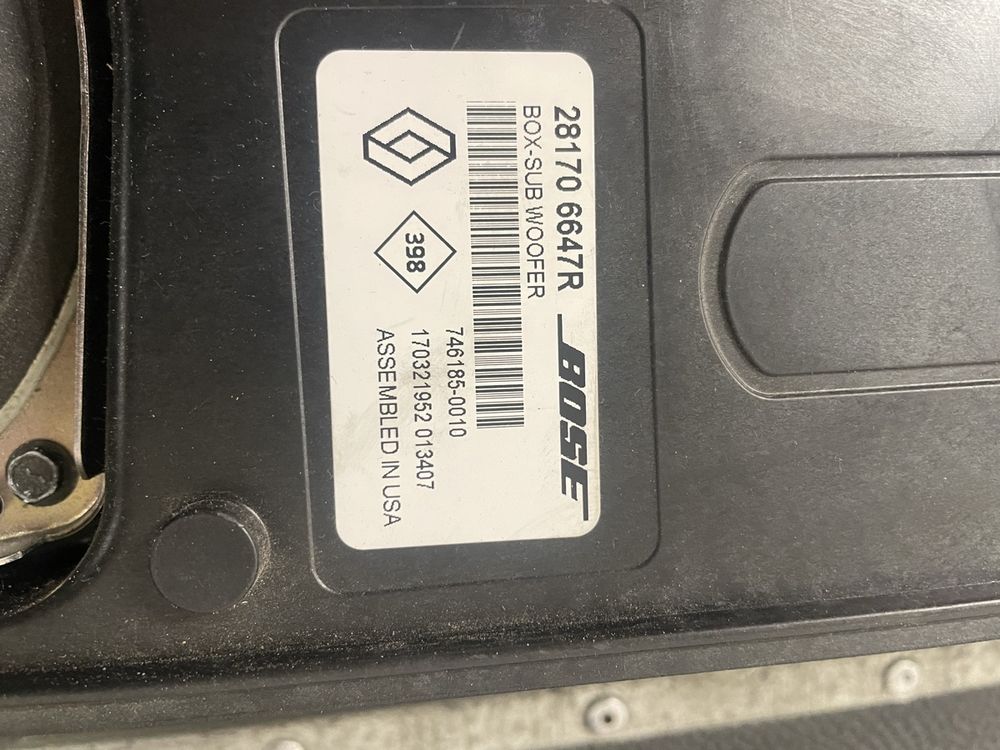 28170 6647R
BOSE
BOX-SUB WOOFER
746185-0010
398
170321952 013407
ASSEMBLED IN USA